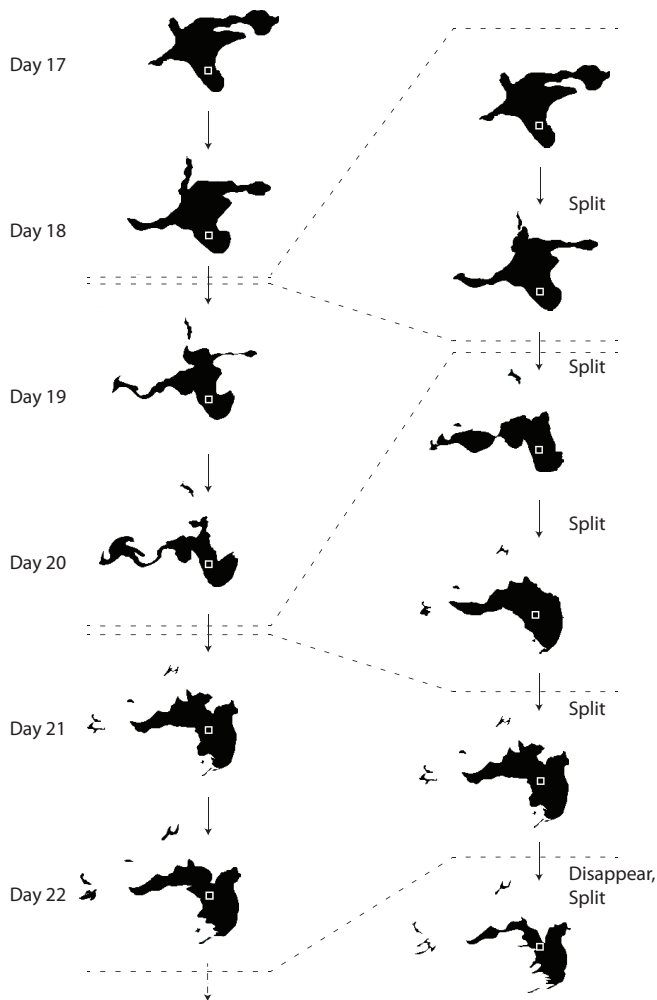 Day 17
Day 18
Split
Day 19
Split
Day 20
Split
Day 21
Split
Day 22
Disappear,
Split